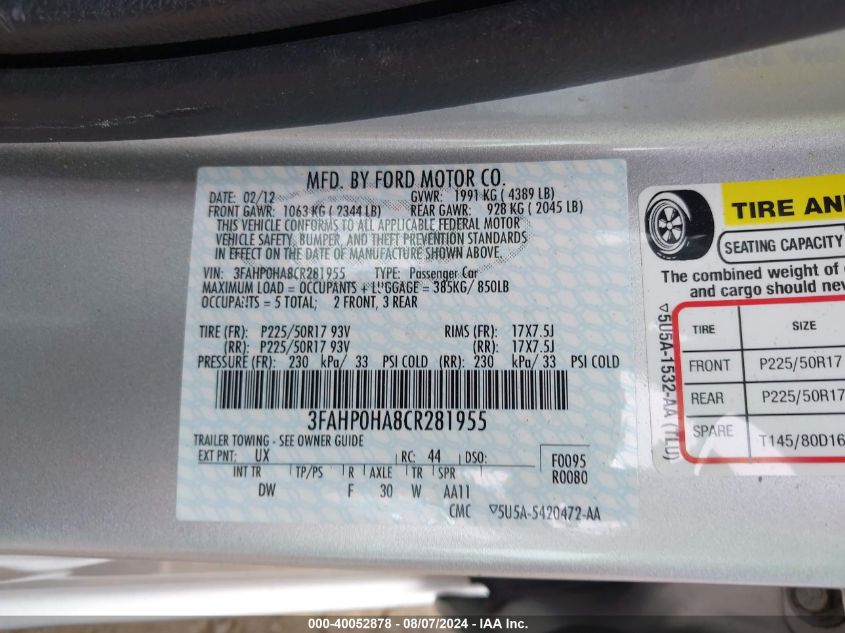 MFD. BY FORD MOTOR CO.
DATE: 02/12 GVWR: 1991 KG ( 4389 LB)
FRONT GAWR: 1063 KG ( 2344 LB) REAR GAWR: 928 KG ( 2045 LB)
THIS VEHICLE CONFORMS TO ALL APPLICABLE FEDERAL MOTOR
VEHICLE SAFETY, BUMPER, AND THEFT PREVENTION STANDARDS
IN EFFECT ON THE DATE OF MANUFACTURE SHOWN ABOVE.
VIN: 3FAHP0HA8CR281955 TYPE: Passenger Car
MAXIMUM LOAD = OCCUPANTS + LUGGAGE = 385KG/ 850LB
OCCUPANTS = 5 TOTAL; 2 FRONT, 3 REAR
TIRE (FR): P225/50R17 93V RIMS (FR): 17X7.5J
(RR): P225/50R17 93V (RR): 17X7.5J
PRESSURE (FR): 230 kPa/ 33 PSI COLD (RR): 230 kPa/ 33 PSI COLD
3FAHP0HA8CR281955
TRAILER TOWING - SEE OWNER GUIDE
EXT PNT: UX RC: 44 DSO: F0095
R0080
INT TR TP/PS R AXLE TR SPR
DW F 30 W AA11
CMC ▽5U5A-5420472-AA
TIRE AN
SEATING CAPACITY
The combined weight of
and cargo should nev
▽5U5A-1532-AA (TLU)
TIRE SIZE
FRONT P225/50R17
REAR P225/50R17
SPARE T145/80D16
000-40052878 - 08/07/2024 - IAA Inc.